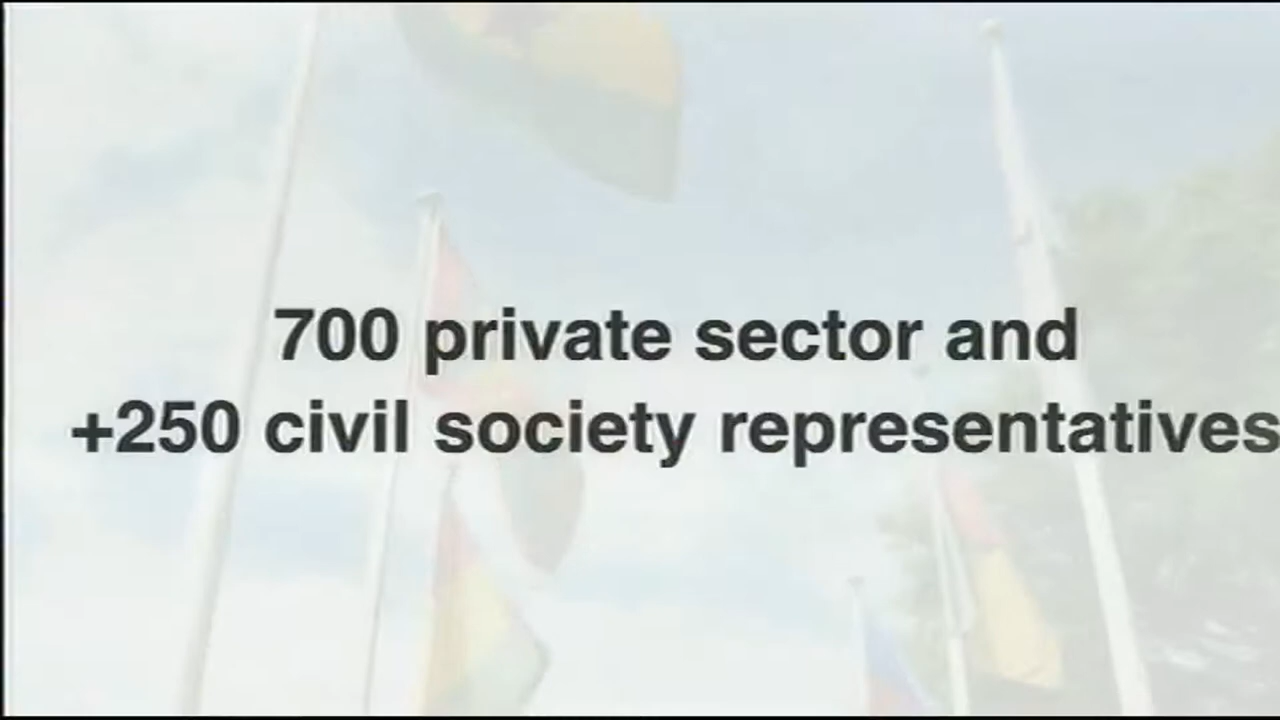 700 private sector and
+250 civil society representatives